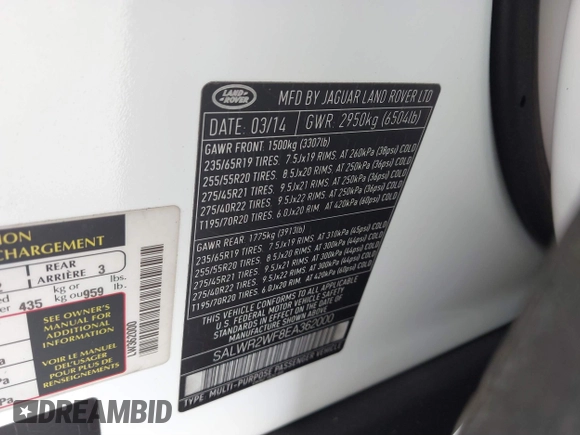 LAND
ROVER
MFD BY JAGUAR LAND ROVER LTD
DATE: 03/14 GWR: 2950kg (6504lb)
GAWR FRONT 1500kg (3307lb)
235/65R19 TIRES. 7.5Jx19 RIMS. AT 260kPa (38psi) COLD
255/55R20 TIRES. 8.5Jx20 RIMS. AT 250kPa (36psi) COLD
275/45R21 TIRES. 9.5Jx21 RIMS. AT 250kPa (36psi) COLD
275/40R22 TIRES. 9.5Jx22 RIMS. AT 250kPa (36psi) COLD
T195/70R20 TIRES. 6.0Jx20 RIM. AT 420kPa (60psi) COLD
GAWR REAR 1775kg (3913lb)
235/65R19 TIRES. 7.5Jx19 RIMS. AT 310kPa (45psi) COLD
255/55R20 TIRES. 8.5Jx20 RIMS. AT 300kPa (44psi) COLD
275/45R21 TIRES. 9.5Jx21 RIMS. AT 300kPa (44psi) COLD
275/40R22 TIRES. 9.5Jx22 RIMS. AT 300kPa (44psi) COLD
T195/70R20 TIRES. 6.0Jx20 RIM. AT 420kPa (60psi) COLD
THIS VEHICLE CONFORMS TO ALL APPLICABLE
U.S. FEDERAL MOTOR VEHICLE SAFETY AND
THEFT PREVENTION STANDARDS IN EFFECT ON
THE DATE OF MANUFACTURE SHOWN ABOVE
SALWR2WF8EA362000
TYPE: MULTI-PURPOSE PASSENGER VEHICLE
TION
CHARGEMENT
REAR
ARRIÈRE 3
435 kg ou 959 lbs.
lb.
SEE OWNER'S
MANUAL FOR
ADDITIONAL
INFORMATION
VOIR LE MANUEL
DE L'USAGER
POUR PLUS DE
RENSEIGNEMENTS
LW362000
DREAMBID